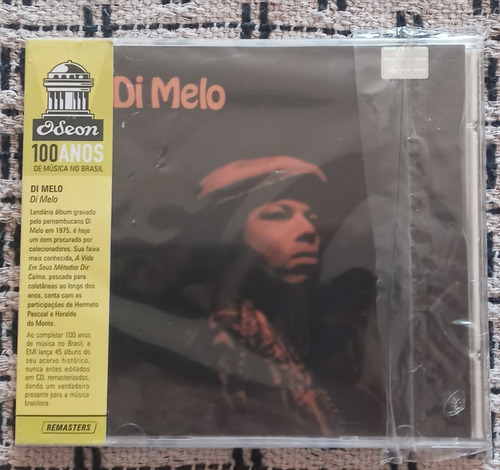 Di Melo
Odeon
100ANOS
DE MÚSICA NO BRASIL
DI MELO
Di Melo
Lendário álbum gravado
pelo pernambucano Di
Melo em 1975, é hoje
um item procurado por
colecionadores. Sua faixa
mais conhecida, A Vida
Em Seus Métodos Diz
Calma, pescada para
coletâneas ao longo dos
anos, conta com as
participações de Hermeto
Pascoal e Heraldo
do Monte.
Ao completar 100 anos
de música no Brasil, a
EMI lança 45 álbuns do
seu acervo histórico,
nunca antes editados
em CD, remasterizados,
dando um verdadeiro
presente para a música
brasileira.
REMASTERS